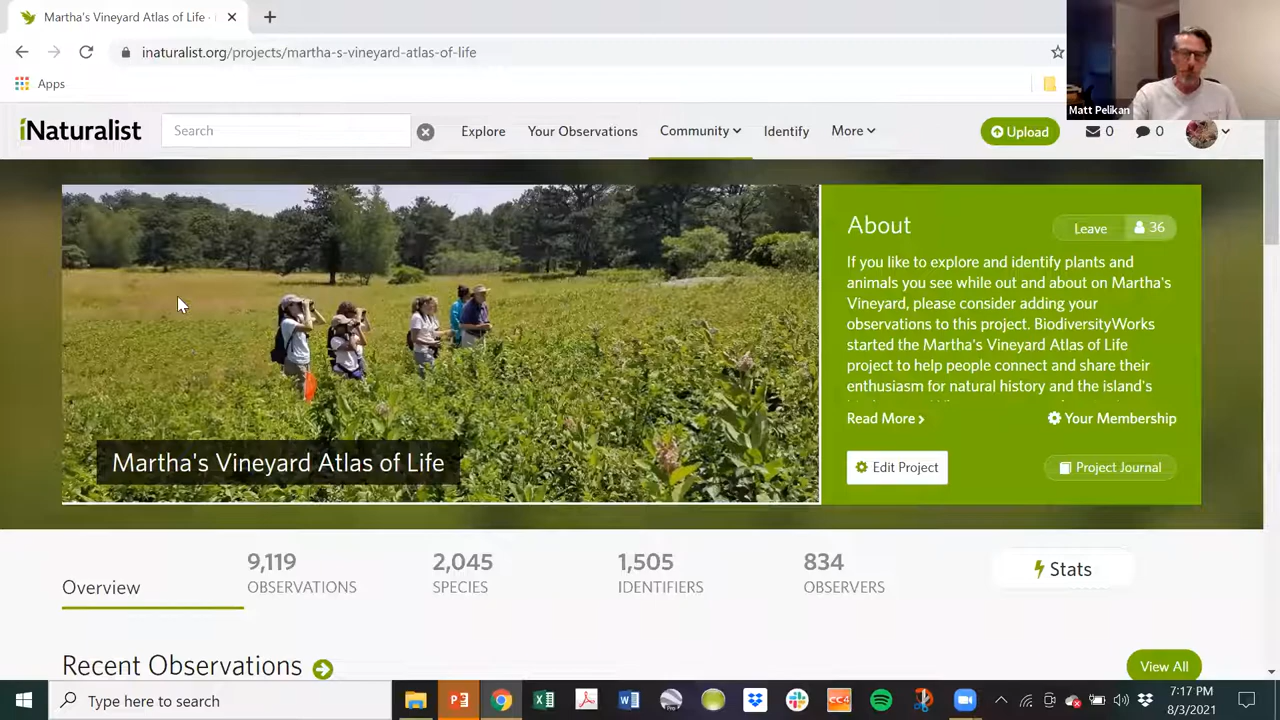 Martha's Vineyard Atlas of Life ·
inaturalist.org/projects/martha-s-vineyard-atlas-of-life
Apps
Matt Pelikan
iNaturalist
Search
Explore
Your Observations
Community
Identify
More
Upload
0
0
About
Leave
36
If you like to explore and identify plants and
animals you see while out and about on Martha's
Vineyard, please consider adding your
observations to this project. BiodiversityWorks
started the Martha's Vineyard Atlas of Life
project to help people connect and share their
enthusiasm for natural history and the island's
Read More
Your Membership
Martha's Vineyard Atlas of Life
Edit Project
Project Journal
Overview
9,119
OBSERVATIONS
2,045
SPECIES
1,505
IDENTIFIERS
834
OBSERVERS
Stats
Recent Observations
View All
Type here to search
7:17 PM
8/3/2021